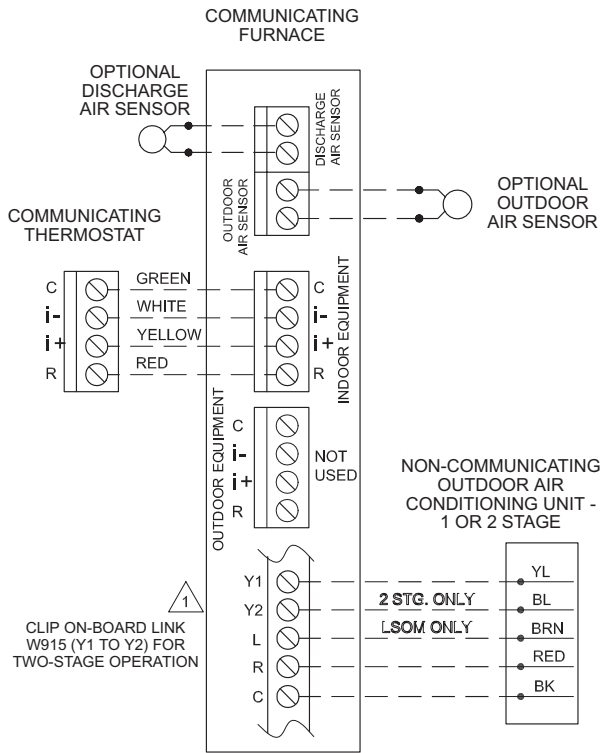 COMMUNICATING
FURNACE
OPTIONAL
DISCHARGE
AIR SENSOR
DISCHARGE
AIR SENSOR
OUTDOOR
AIR SENSOR
OPTIONAL
OUTDOOR
AIR SENSOR
COMMUNICATING
THERMOSTAT
C GREEN C
i- WHITE i-
i+ YELLOW i+
R RED R
INDOOR EQUIPMENT
OUTDOOR EQUIPMENT
C
i-
i+
R
NOT
USED
NON-COMMUNICATING
OUTDOOR AIR
CONDITIONING UNIT -
1 OR 2 STAGE
1
CLIP ON-BOARD LINK
W915 (Y1 TO Y2) FOR
TWO-STAGE OPERATION
Y1 YL
Y2 2 STG. ONLY BL
L LSOM ONLY BRN
R RED
C BK